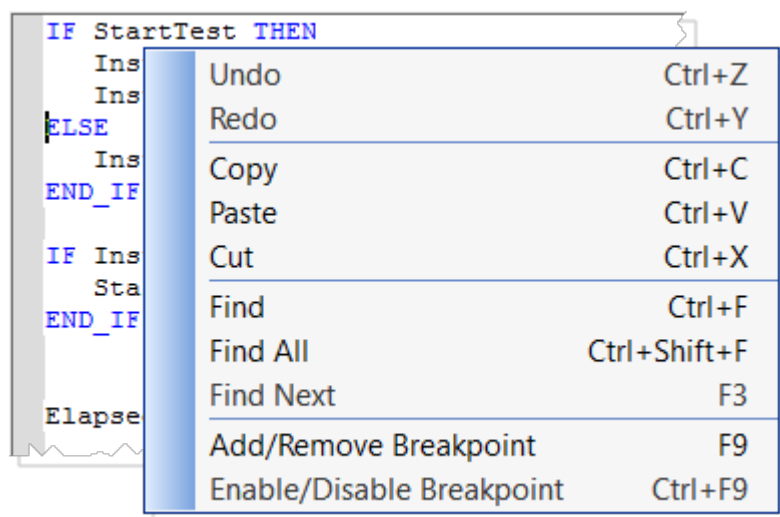 IF StartTest THEN
Ins
Ins
ELSE
Ins
END_IF
IF Ins
Sta
END_IF
Elapse
Undo Ctrl+Z
Redo Ctrl+Y
Copy Ctrl+C
Paste Ctrl+V
Cut Ctrl+X
Find Ctrl+F
Find All Ctrl+Shift+F
Find Next F3
Add/Remove Breakpoint F9
Enable/Disable Breakpoint Ctrl+F9